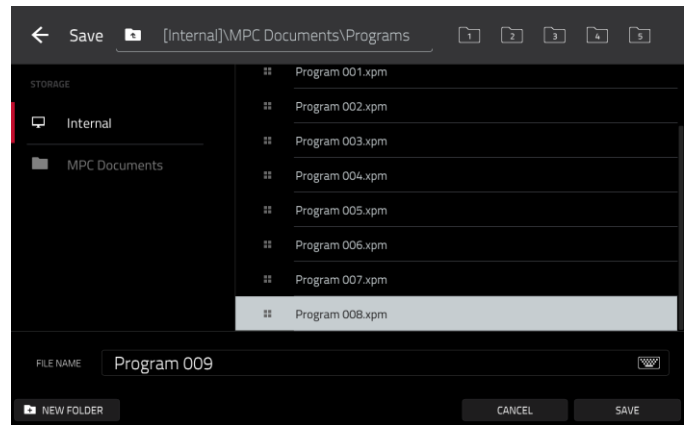 Save [Internal]\MPC Documents\Programs 1 2 3 4 5
STORAGE
Internal
MPC Documents
Program 001.xpm
Program 002.xpm
Program 003.xpm
Program 004.xpm
Program 005.xpm
Program 006.xpm
Program 007.xpm
Program 008.xpm
FILE NAME Program 009
NEW FOLDER CANCEL SAVE